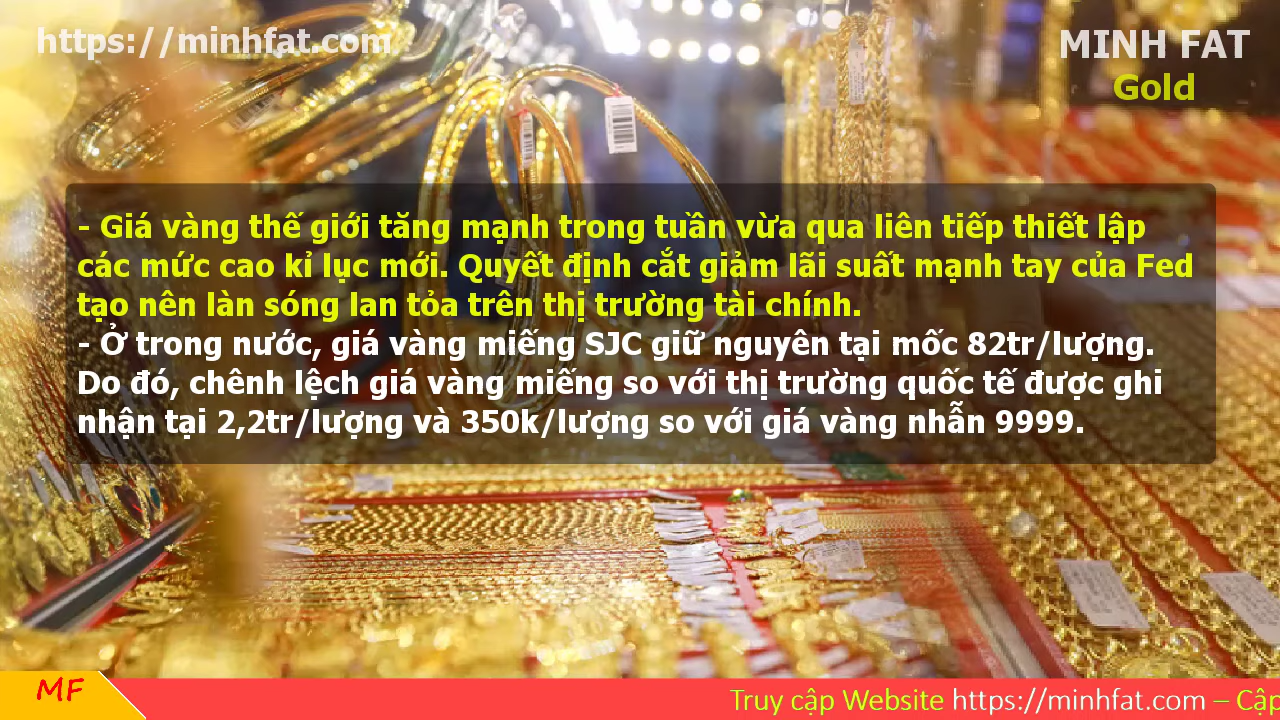 https://minhfat.com
MINH FAT
Gold
- Giá vàng thế giới tăng mạnh trong tuần vừa qua liên tiếp thiết lập
các mức cao kỉ lục mới. Quyết định cắt giảm lãi suất mạnh tay của Fed
tạo nên làn sóng lan tỏa trên thị trường tài chính.
- Ở trong nước, giá vàng miếng SJC giữ nguyên tại mốc 82tr/lượng.
Do đó, chênh lệch giá vàng miếng so với thị trường quốc tế được ghi
nhận tại 2,2tr/lượng và 350k/lượng so với giá vàng nhẫn 9999.
MF
Truy cập Website https://minhfat.com – Cập